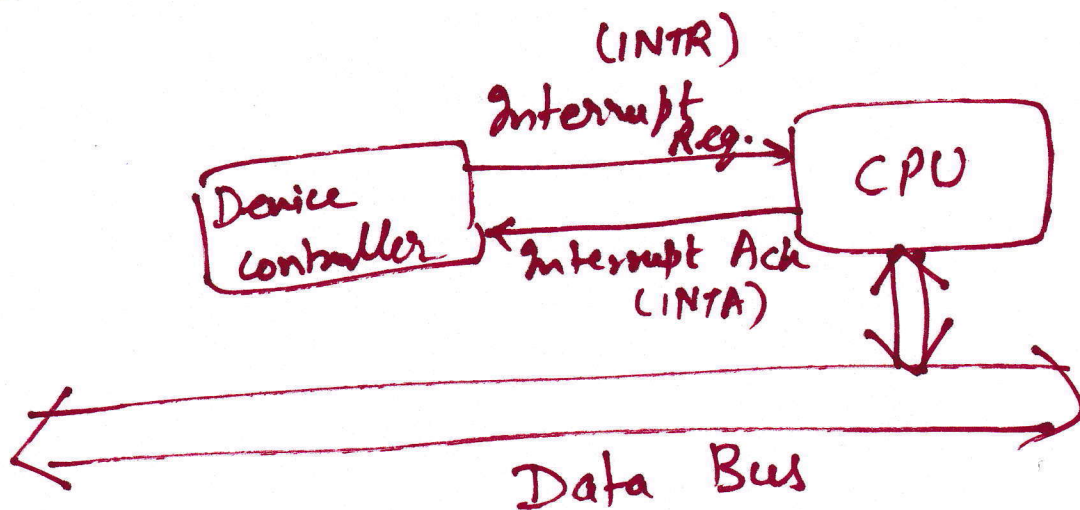 (INTR)
Interrupt
Req.
CPU
Device
controller
Interrupt Ack
(INTA)
Data Bus